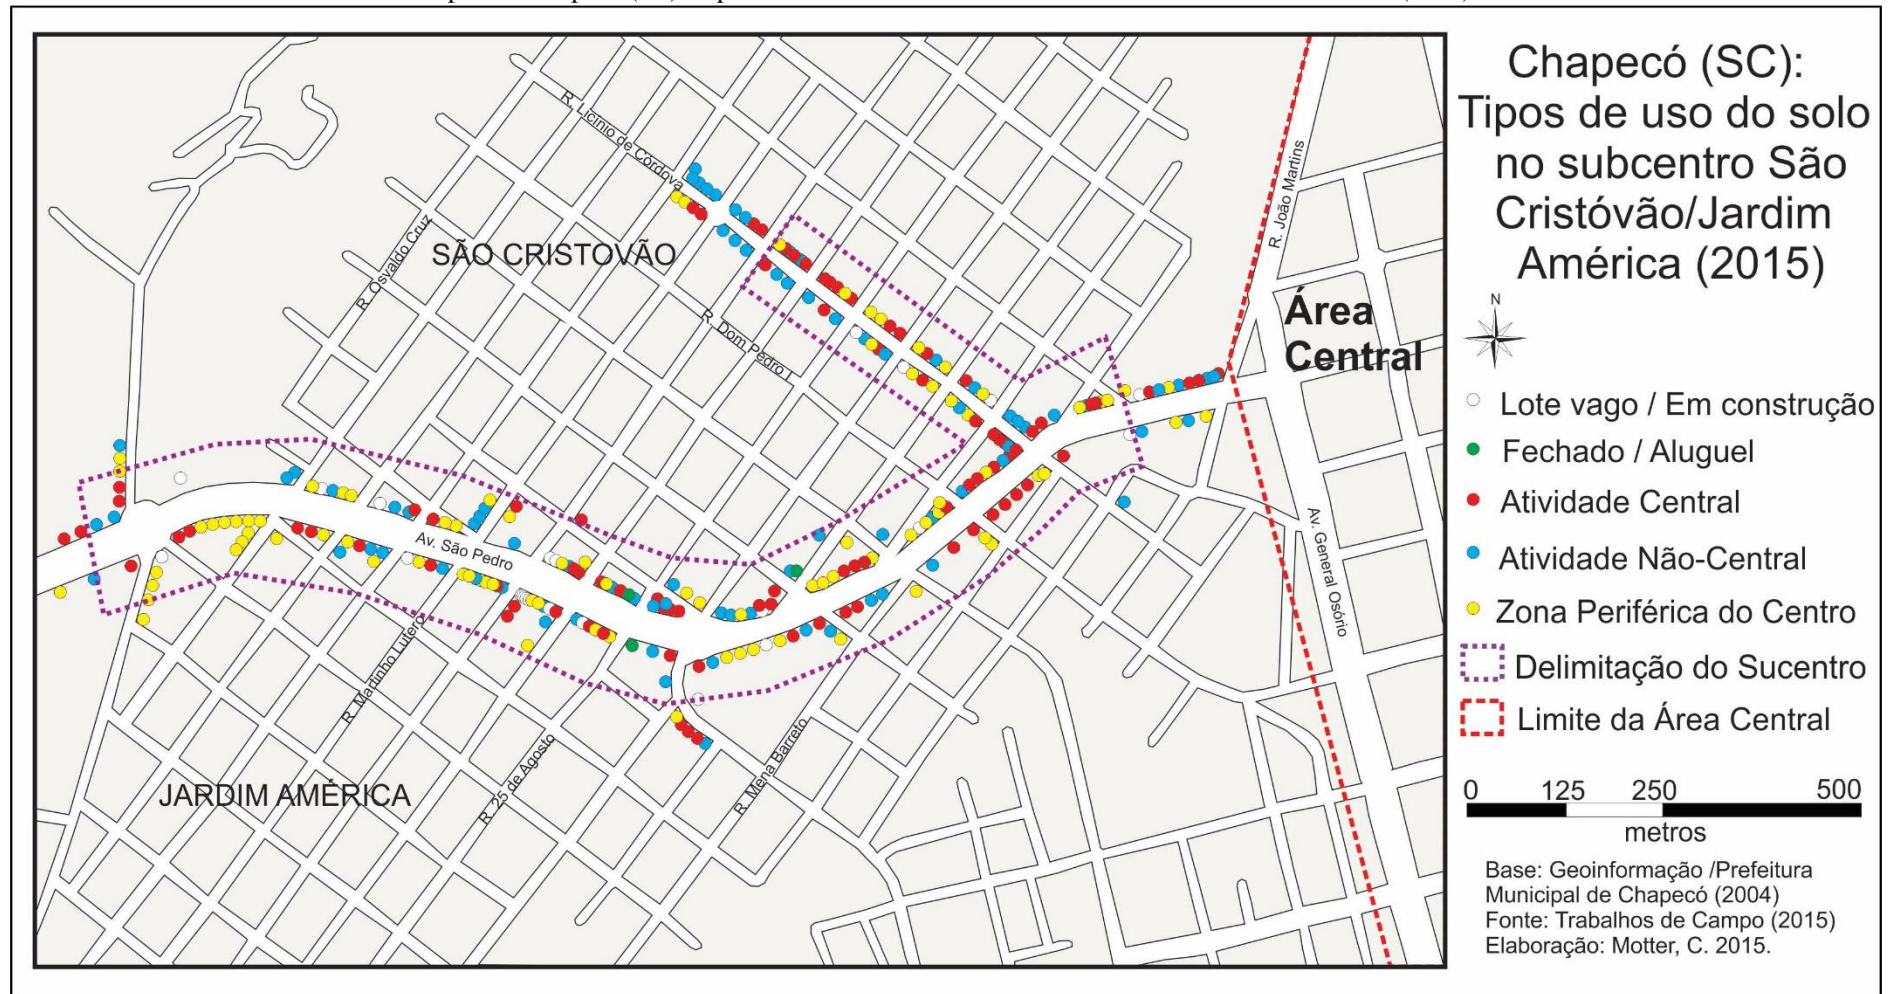 Chapecó (SC):
Tipos de uso do solo
no subcentro São
Cristóvão/Jardim
América (2015)
N
Lote vago / Em construção
Fechado / Aluguel
Atividade Central
Atividade Não-Central
Zona Periférica do Centro
Delimitação do Sucentro
Limite da Área Central
0 125 250 500
metros
Base: Geoinformação /Prefeitura
Municipal de Chapecó (2004)
Fonte: Trabalhos de Campo (2015)
Elaboração: Motter, C. 2015.
R. Licínio de Córdova
R. João Martins
R. Osvaldo Cruz
SÃO CRISTOVÃO
Área
Central
R. Dom Pedro I
Av. São Pedro
Av. General Osório
R. Martinho Lutero
R. 25 de Agosto
R. Mena Barreto
JARDIM AMÉRICA